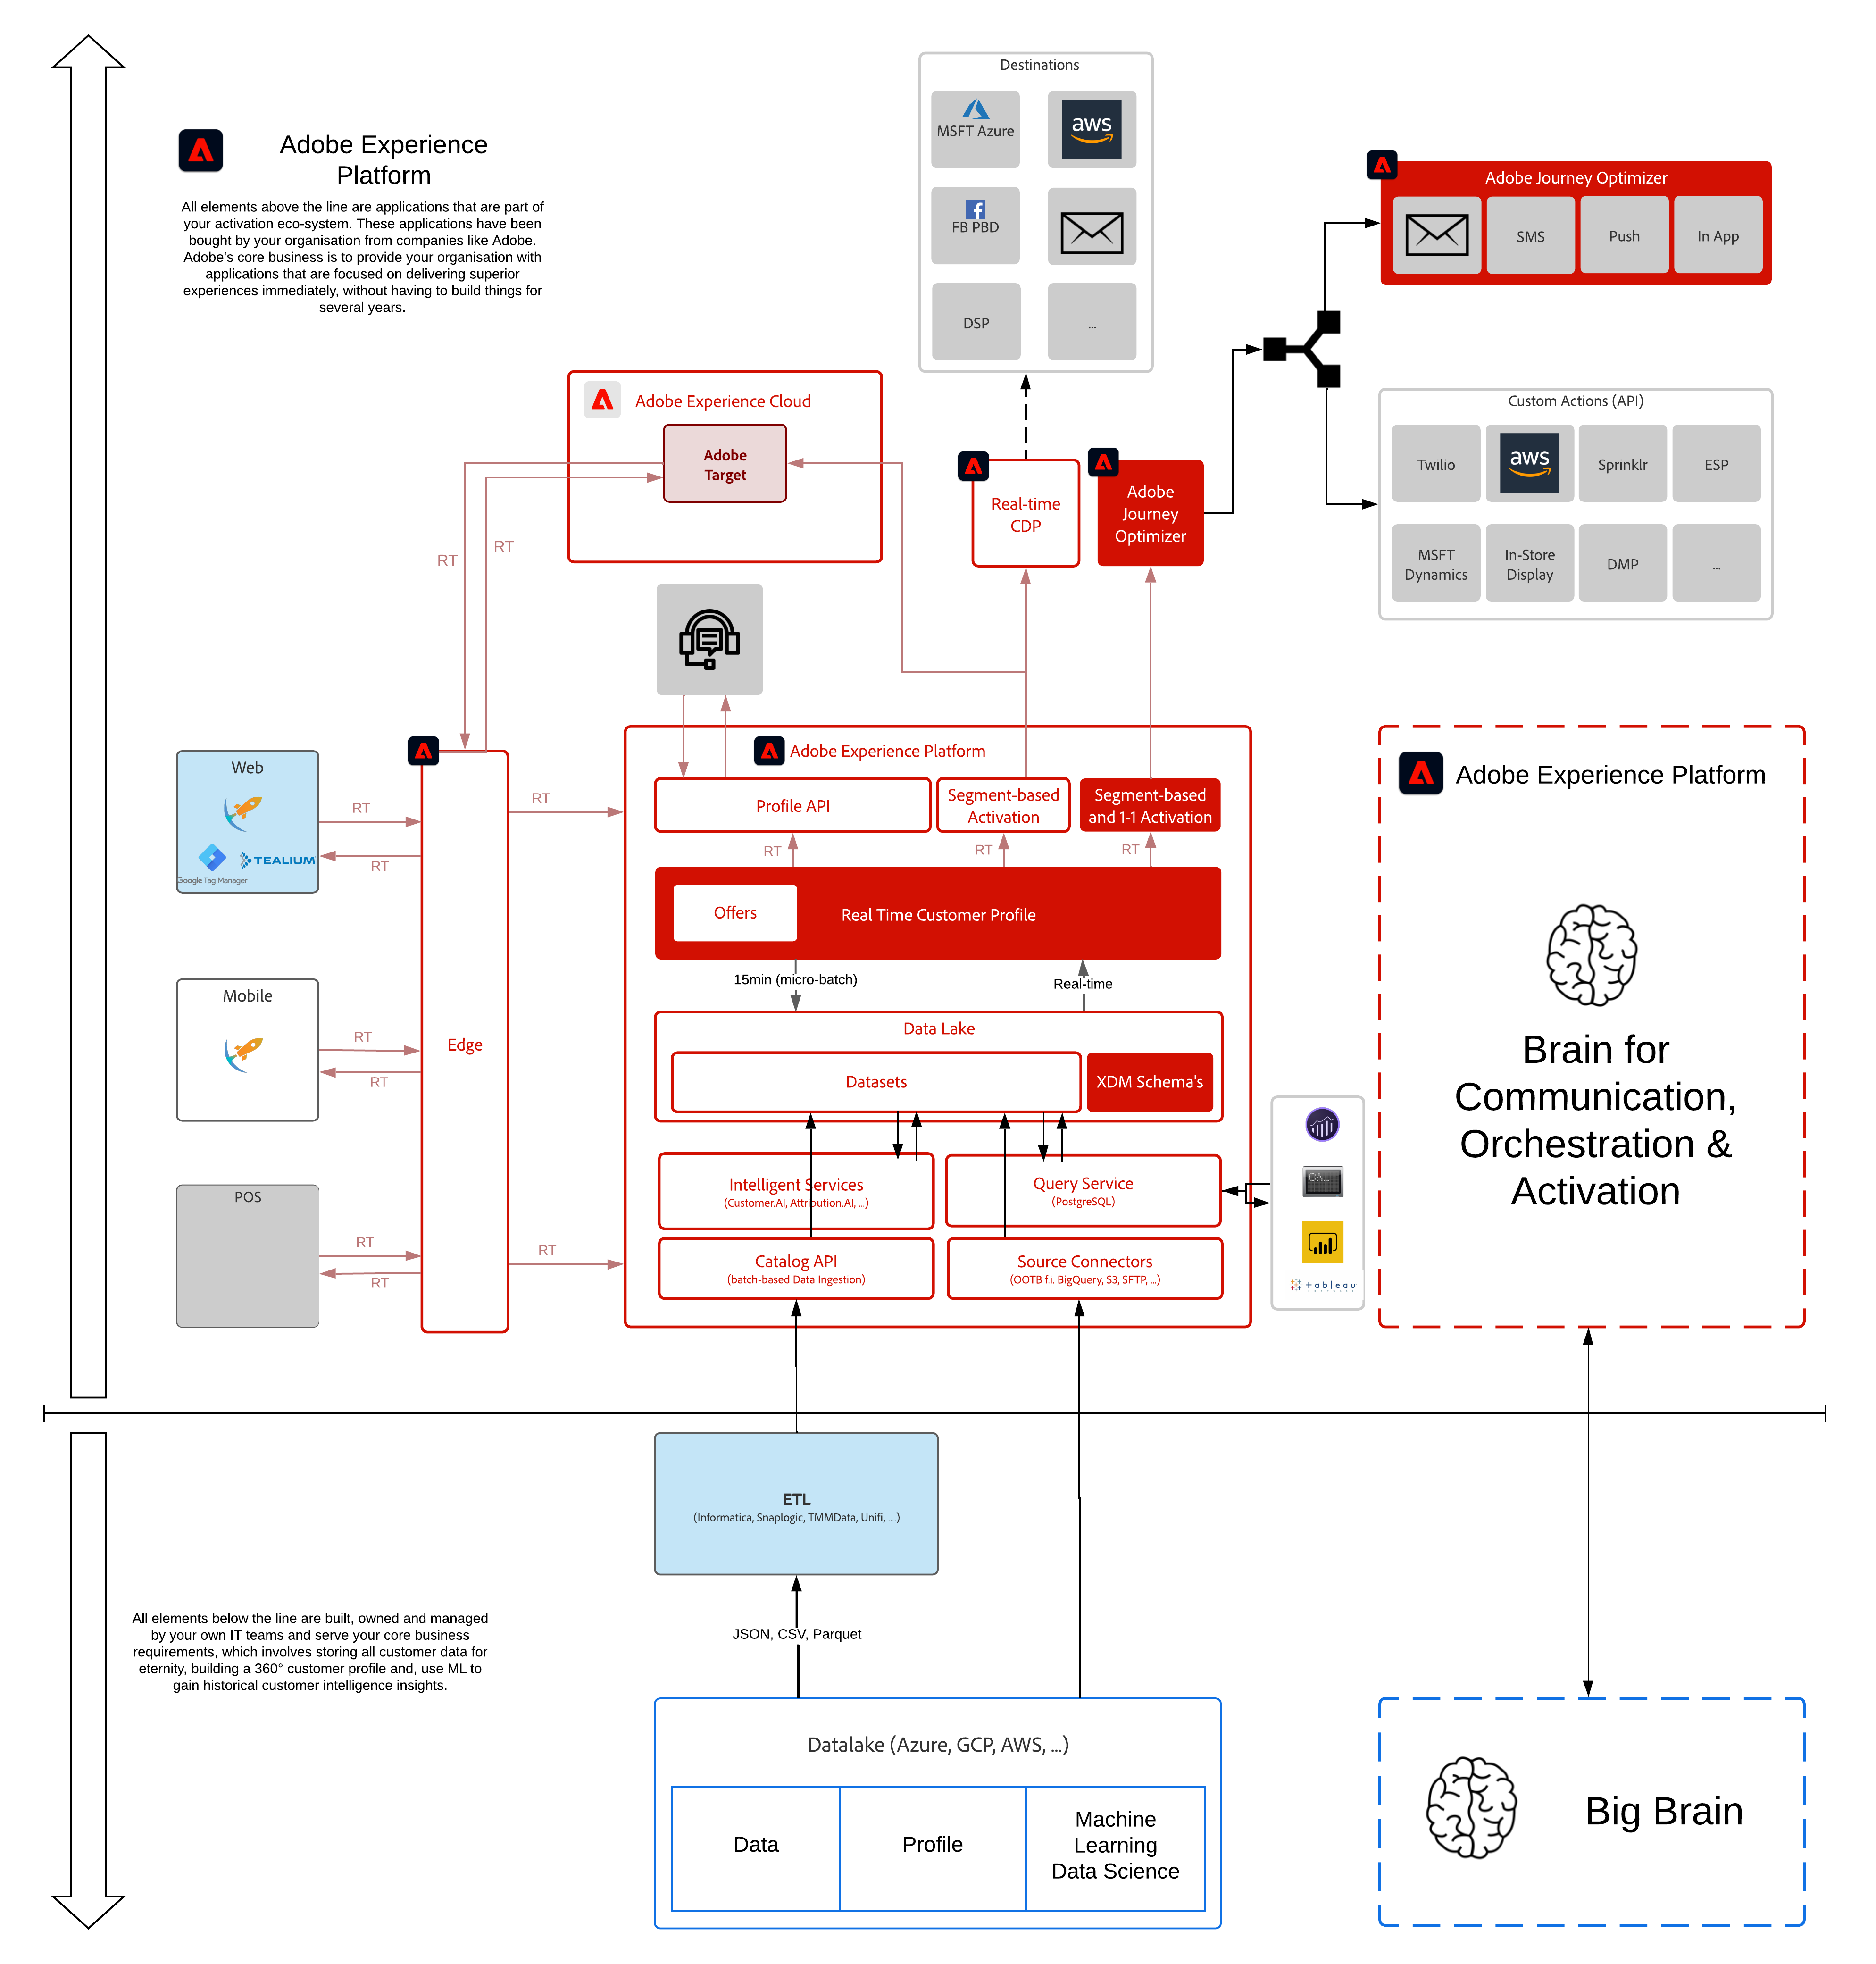 Destinations
MSFT Azure
aws
FB PBD
DSP
...
Adobe Experience
Platform
All elements above the line are applications that are part of
your activation eco-system. These applications have been
bought by your organisation from companies like Adobe.
Adobe's core business is to provide your organisation with
applications that are focused on delivering superior
experiences immediately, without having to build things for
several years.
Adobe Journey Optimizer
SMS
Push
In App
Adobe Experience Cloud
Adobe
Target
Real-time
CDP
Adobe
Journey
Optimizer
Custom Actions (API)
Twilio
aws
Sprinklr
ESP
MSFT
Dynamics
In-Store
Display
DMP
...
RT
RT
Web
TEALIUM
Google Tag Manager
RT
RT
Mobile
RT
RT
POS
RT
RT
Edge
RT
RT
Adobe Experience Platform
Profile API
Segment-based
Activation
Segment-based
and 1-1 Activation
RT
RT
RT
Offers
Real Time Customer Profile
15min (micro-batch)
Real-time
Data Lake
Datasets
XDM Schema's
Intelligent Services
(Customer.AI, Attribution.AI, ...)
Query Service
(PostgreSQL)
Catalog API
(batch-based Data Ingestion)
Source Connectors
(OOTB f.i. BigQuery, S3, SFTP, ...)
C:\_
+ a b l e a u
Adobe Experience Platform
Brain for
Communication,
Orchestration &
Activation
ETL
(Informatica, Snaplogic, TMMData, Unifi, ....)
JSON, CSV, Parquet
All elements below the line are built, owned and managed
by your own IT teams and serve your core business
requirements, which involves storing all customer data for
eternity, building a 360° customer profile and, use ML to
gain historical customer intelligence insights.
Datalake (Azure, GCP, AWS, ...)
Data
Profile
Machine
Learning
Data Science
Big Brain